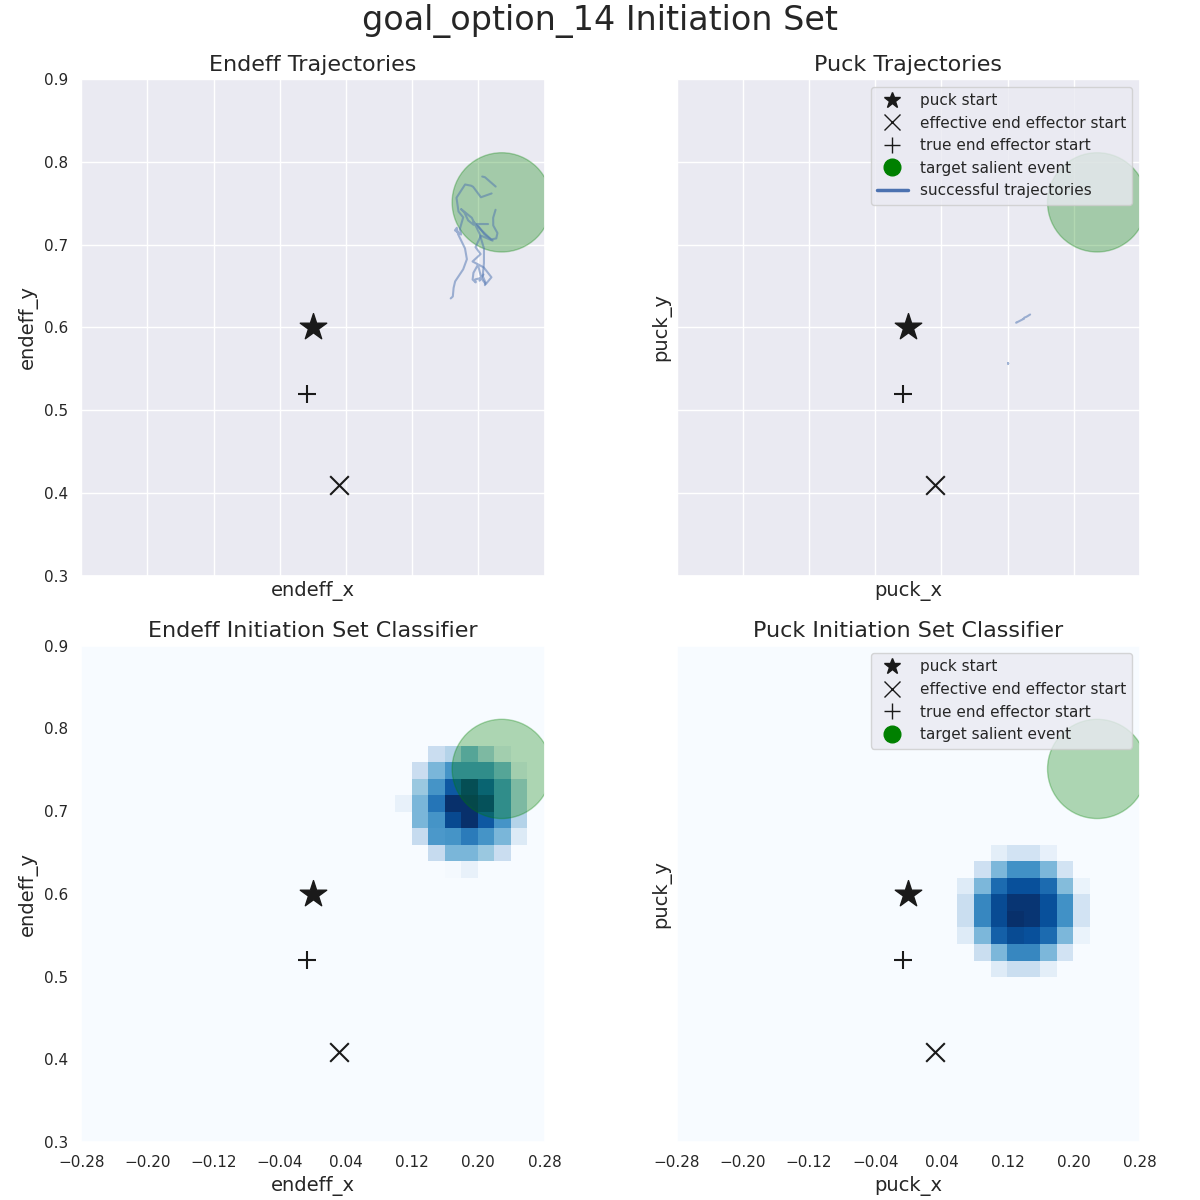 goal_option_14 Initiation Set
Endeff Trajectories
0.9
0.8
0.7
0.6
0.5
0.4
0.3
endeff_y
endeff_x
Puck Trajectories
puck start
effective end effector start
true end effector start
target salient event
successful trajectories
puck_y
puck_x
Endeff Initiation Set Classifier
0.9
0.8
0.7
0.6
0.5
0.4
0.3
endeff_y
−0.28 −0.20 −0.12 −0.04 0.04 0.12 0.20 0.28
endeff_x
Puck Initiation Set Classifier
puck start
effective end effector start
true end effector start
target salient event
puck_y
−0.28 −0.20 −0.12 −0.04 0.04 0.12 0.20 0.28
puck_x